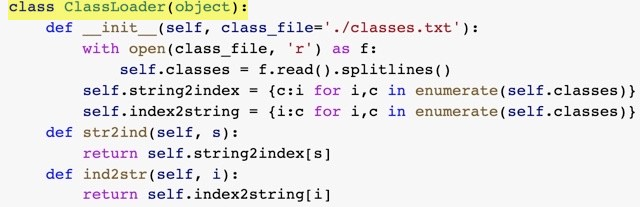 class ClassLoader(object):
    def __init__(self, class_file='./classes.txt'):
        with open(class_file, 'r') as f:
            self.classes = f.read().splitlines()
        self.string2index = {c:i for i,c in enumerate(self.classes)}
        self.index2string = {i:c for i,c in enumerate(self.classes)}
    def str2ind(self, s):
        return self.string2index[s]
    def ind2str(self, i):
        return self.index2string[i]